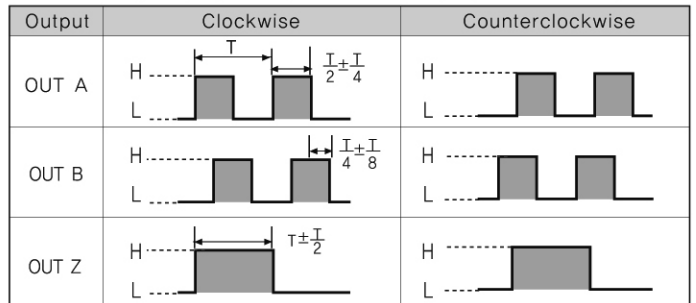 Output Clockwise Counterclockwise
OUT A H L T T/2±T/4 H L
OUT B H L T/4±T/8 H L
OUT Z H L T±T/2 H L